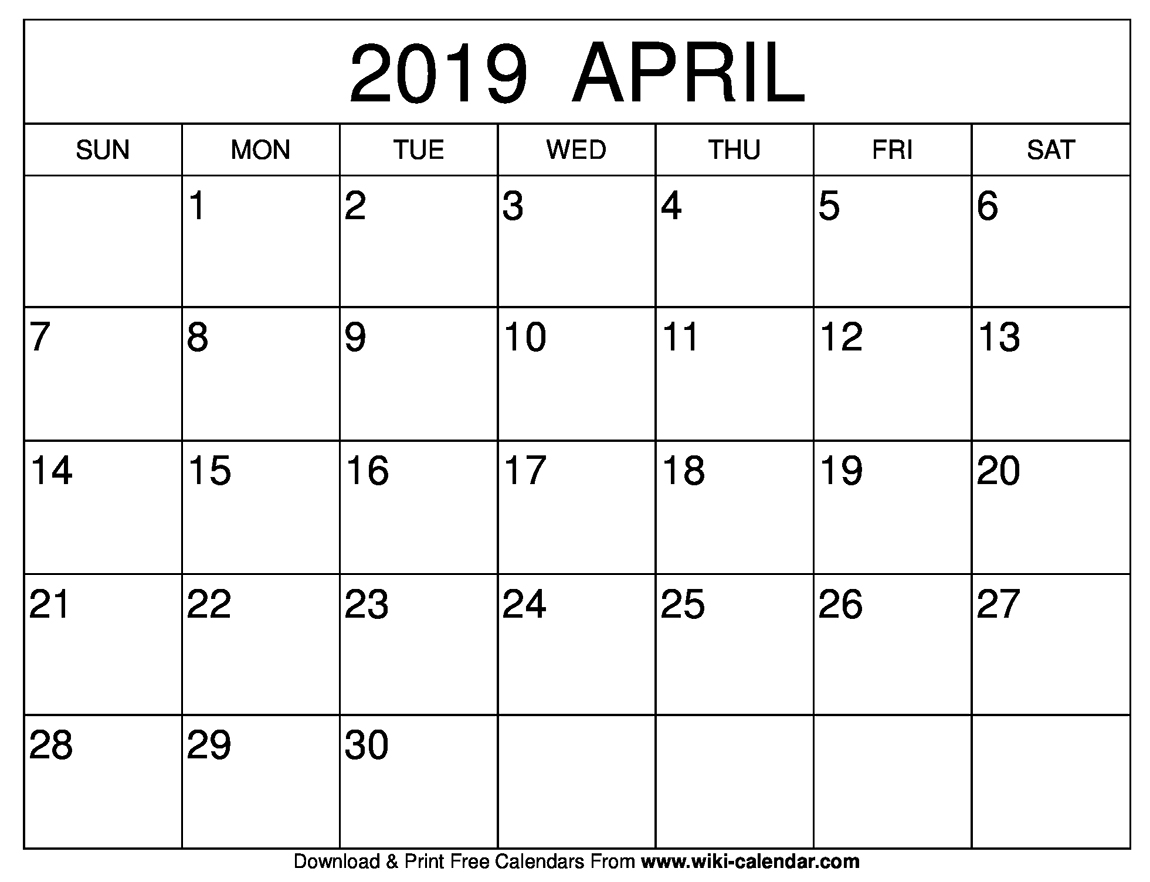 2019 APRIL
SUN MON TUE WED THU FRI SAT
1 2 3 4 5 6
7 8 9 10 11 12 13
14 15 16 17 18 19 20
21 22 23 24 25 26 27
28 29 30
Download & Print Free Calendars From www.wiki-calendar.com